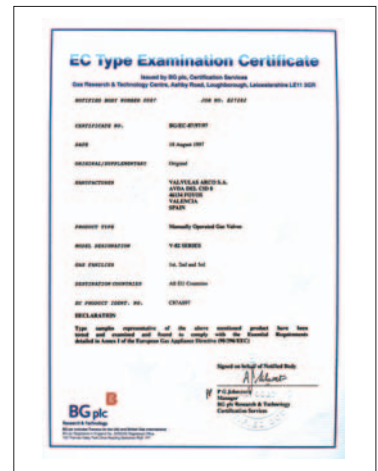 EC Type Examination Certificate
Issued by BG plc, Certification Services
Gas Research & Technology Centre, Ashby Road, Loughborough, Leicestershire LE11 3GR
NOTIFIED BODY NUMBER 0087
JOB NO.
CERTIFICATE NO. BG/EC-87/97/97
DATE 18 August 1997
ORIGINAL/SUPPLEMENTARY Original
MANUFACTURER VALVULAS ARCO S.A.
AVDA DEL CID 8
46134 FOYOS
VALENCIA
SPAIN
PRODUCT TYPE Manually Operated Gas Valves
MODEL DESIGNATION V-82 SERIES
GAS FAMILIES 1st, 2nd and 3rd
DESTINATION COUNTRIES All EC Countries
EC PRODUCT IDENT. NO.
DECLARATION
Type samples representative of the above mentioned product have been
tested and examined and found to comply with the Essential Requirements
detailed in Annex I of the European Gas Appliance Directive (90/396/EEC)
Signed on behalf of Notified Body
P G Johnson
Manager
BG plc Research & Technology
Certification Services
BG plc
Research & Technology